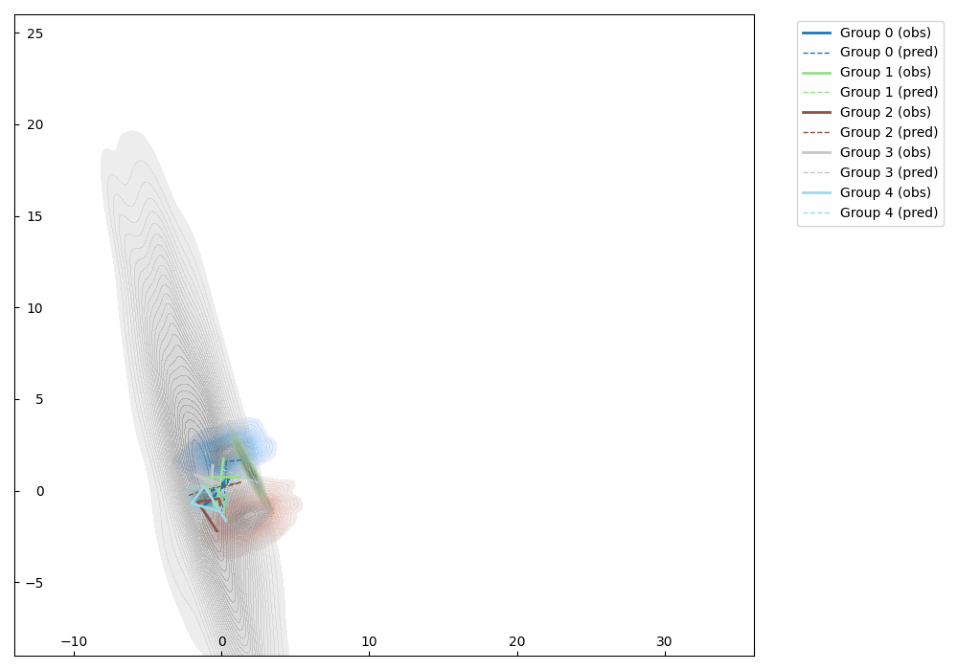 25
20
15
10
5
0
−5
−10 0 10 20 30
Group 0 (obs)
Group 0 (pred)
Group 1 (obs)
Group 1 (pred)
Group 2 (obs)
Group 2 (pred)
Group 3 (obs)
Group 3 (pred)
Group 4 (obs)
Group 4 (pred)